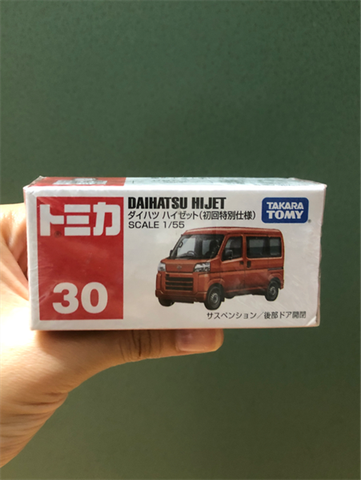 トミカ
30
DAIHATSU HIJET
ダイハツ ハイゼット(初回特別仕様)
SCALE 1/55
TAKARA
TOMY
サスペンション/後部ドア開閉